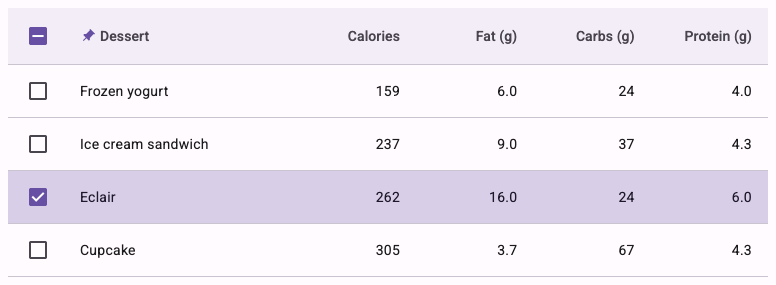 Dessert Calories Fat (g) Carbs (g) Protein (g)
Frozen yogurt 159 6.0 24 4.0
Ice cream sandwich 237 9.0 37 4.3
Eclair 262 16.0 24 6.0
Cupcake 305 3.7 67 4.3